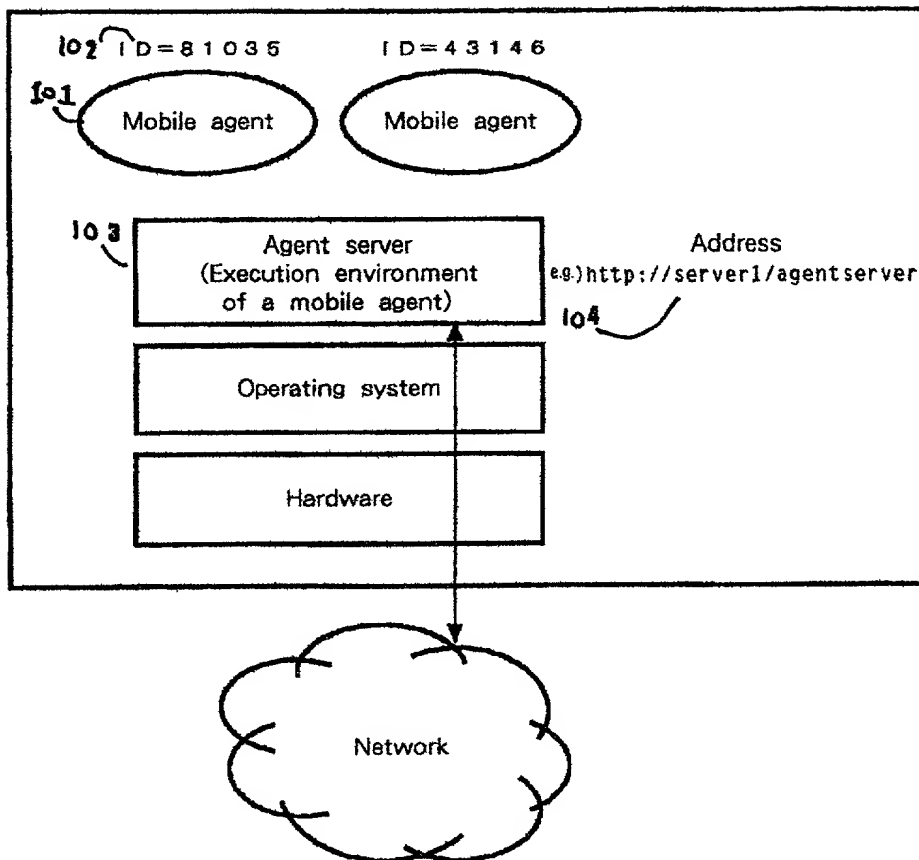 102 ID=81035 ID=43146
101
Mobile agent Mobile agent
103
Agent server
(Execution environment
of a mobile agent)
Address
e.g.)http://server1/agentserver
104
Operating system
Hardware
Network